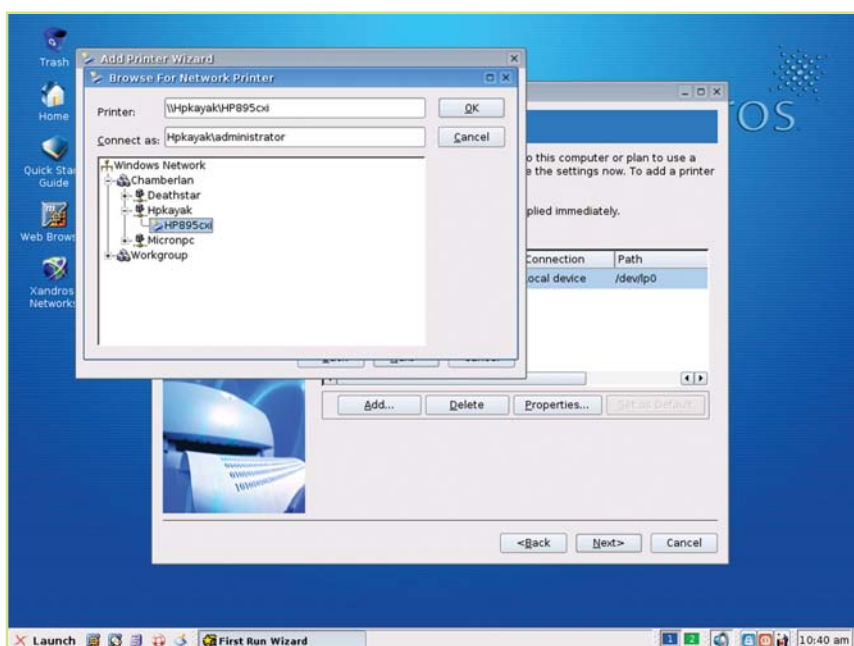 Trash
Home
Quick Sta
Guide
Web Brows
Xandros
Networks
Add Printer Wizard
Browse For Network Printer
Printer:
\\Hpkayak\HP895cxi
OK
Connect as:
Hpkayak\administrator
Cancel
Windows Network
Chamberlan
Deathstar
Hpkayak
HP895cxi
Micronpc
Workgroup
os
o this computer or plan to use a
e the settings now. To add a printer
plied immediately.
Connection
Path
ocal device
/dev/lp0
Add...
Delete
Properties...
Set as Default
<Back
Next>
Cancel
Launch
First Run Wizard
1
2
10:40 am